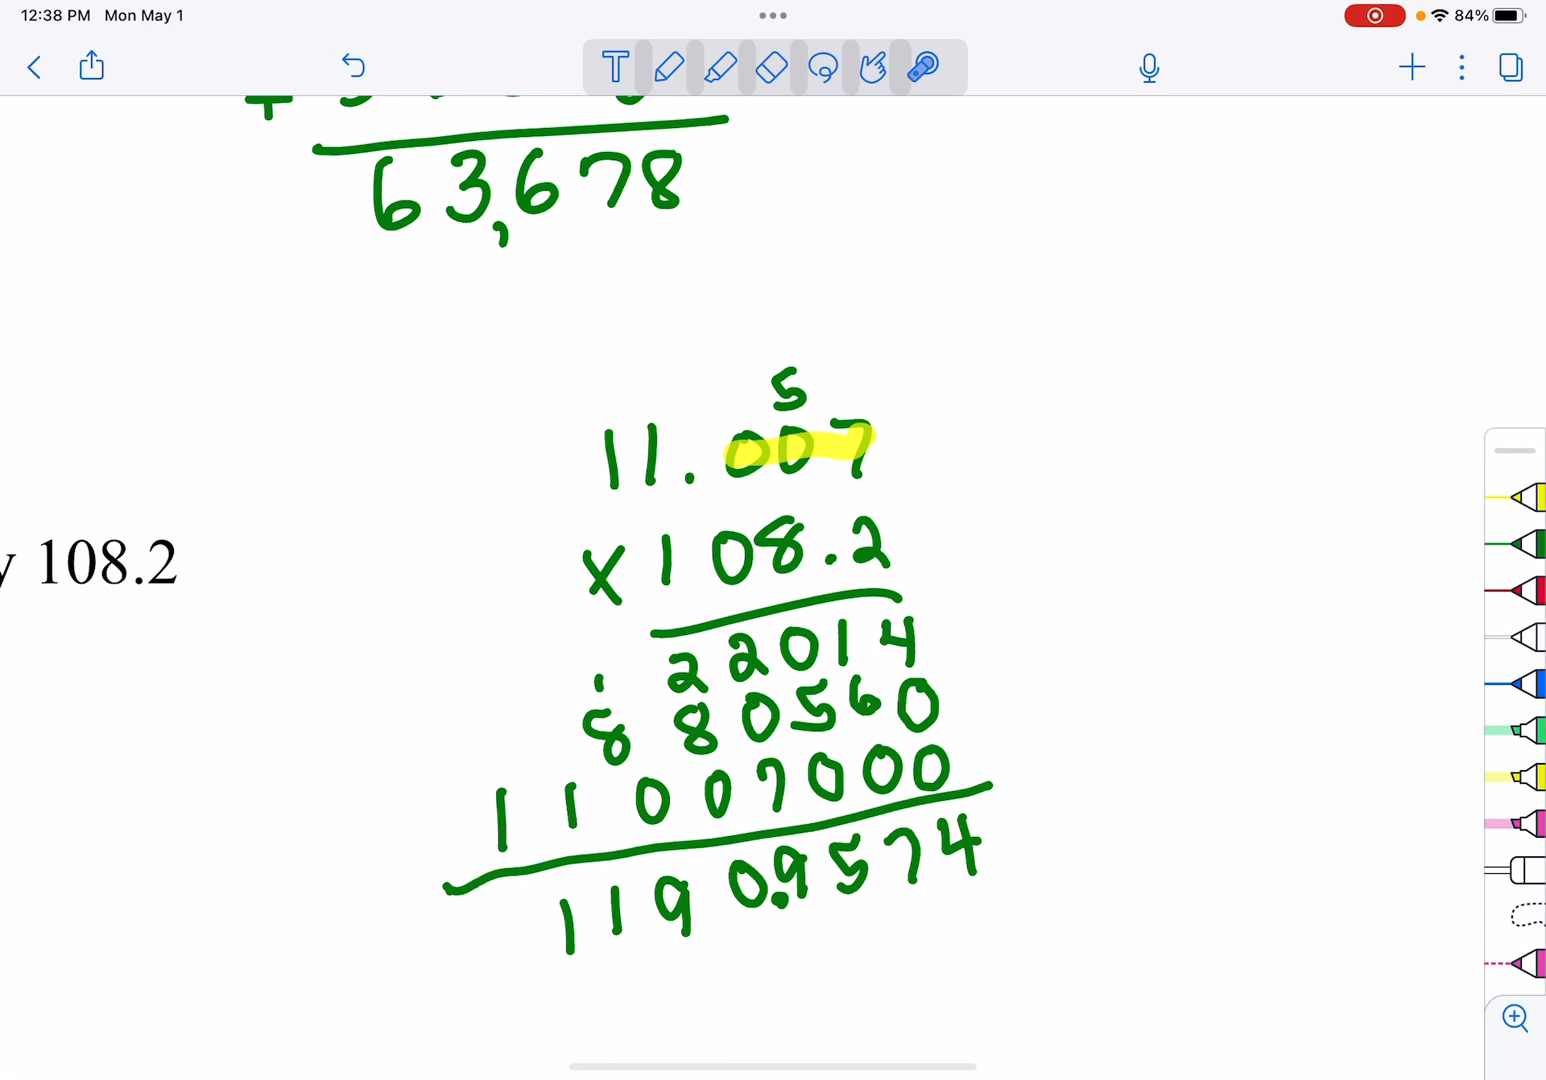 12:38 PM Mon May 1
84%
T
63,678
5
11.007
y 108.2
x 108.2
22014
1
880560
11007000
1190.9574